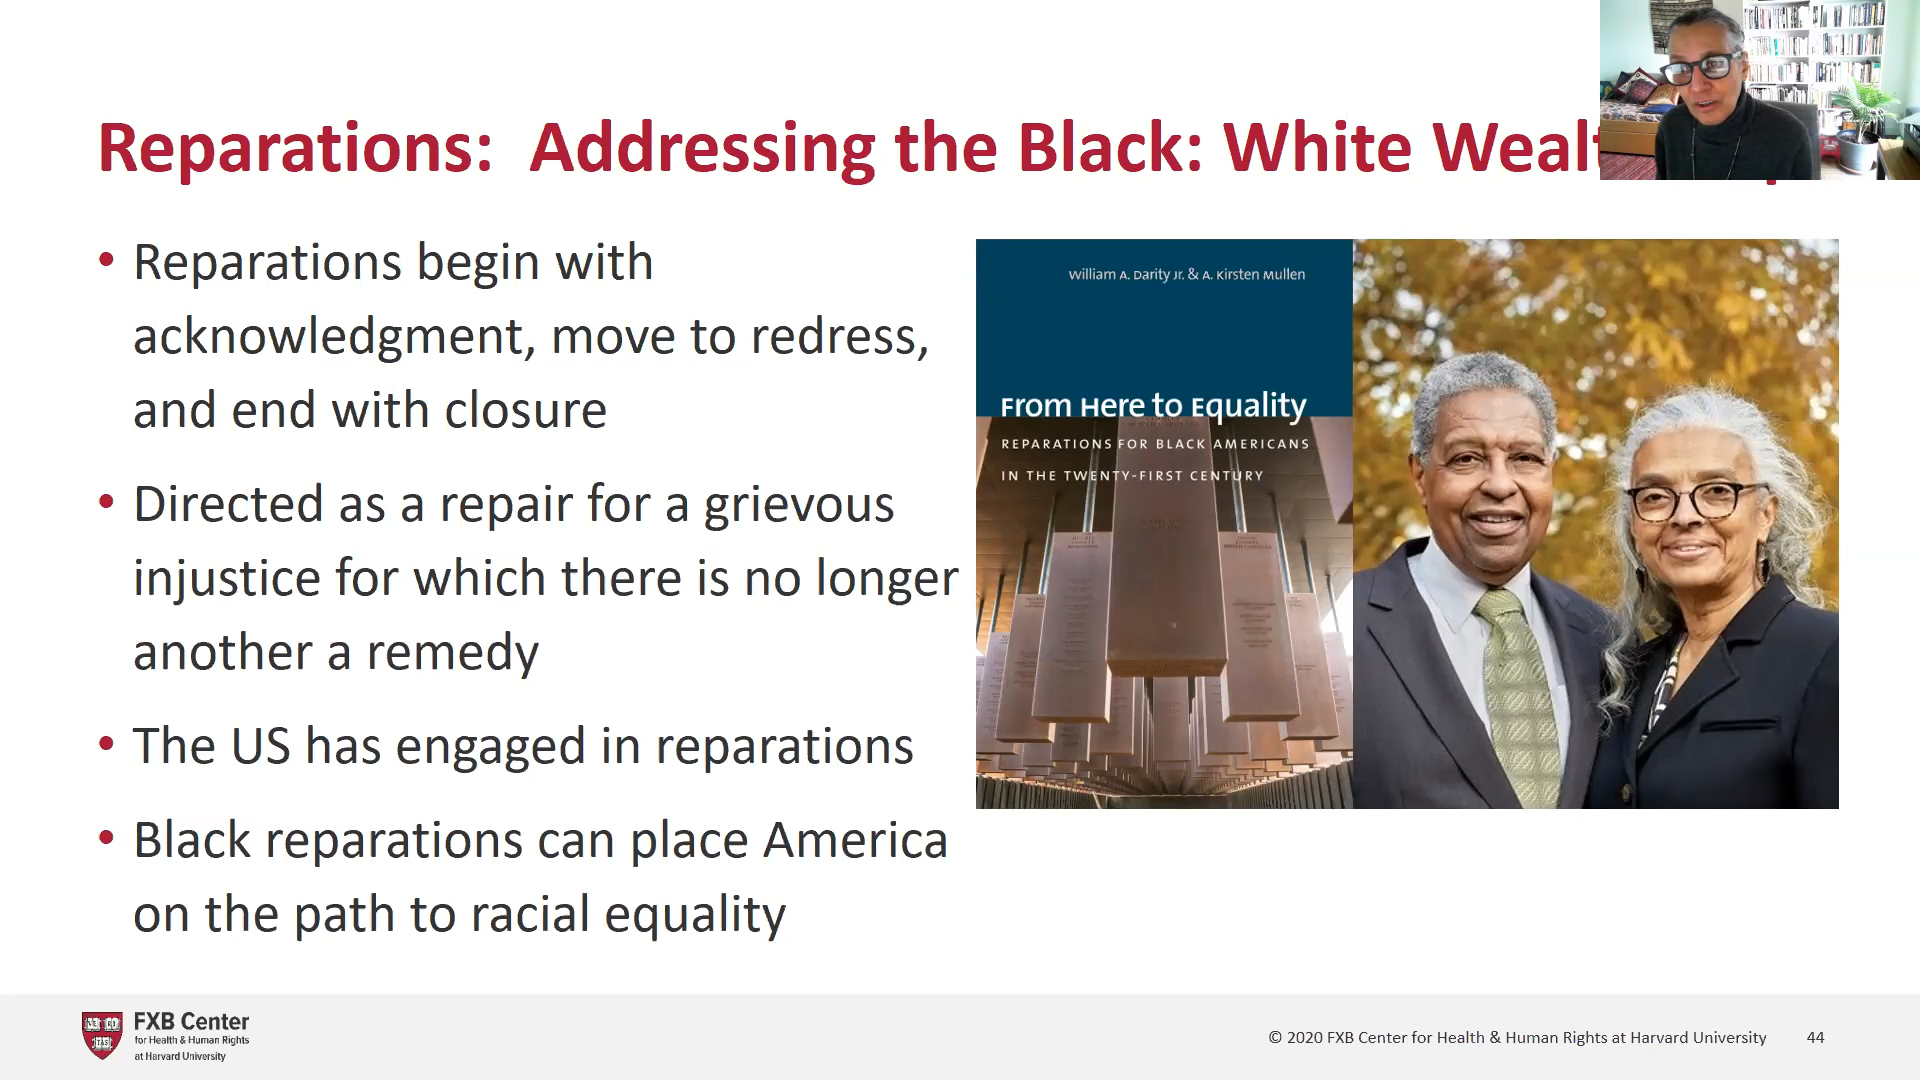 Reparations:  Addressing the Black: White Wealt
• Reparations begin with
acknowledgment, move to redress,
and end with closure
• Directed as a repair for a grievous
injustice for which there is no longer
another a remedy
• The US has engaged in reparations
• Black reparations can place America
on the path to racial equality
William A. Darity Jr. & A. Kirsten Mullen
From Here to Equality
REPARATIONS FOR BLACK AMERICANS
IN THE TWENTY-FIRST CENTURY
VE RI
TAS
FXB Center
for Health & Human Rights
at Harvard University
© 2020 FXB Center for Health & Human Rights at Harvard University
44